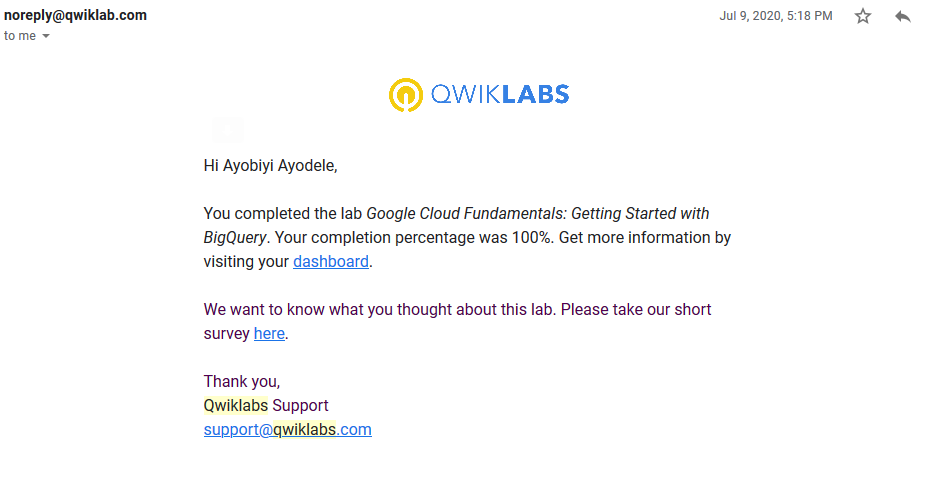 noreply@qwiklab.com
Jul 9, 2020, 5:18 PM
to me
QWIKLABS
Hi Ayobiyi Ayodele,
You completed the lab Google Cloud Fundamentals: Getting Started with
BigQuery. Your completion percentage was 100%. Get more information by
visiting your dashboard.
We want to know what you thought about this lab. Please take our short
survey here.
Thank you,
Qwiklabs Support
support@qwiklabs.com